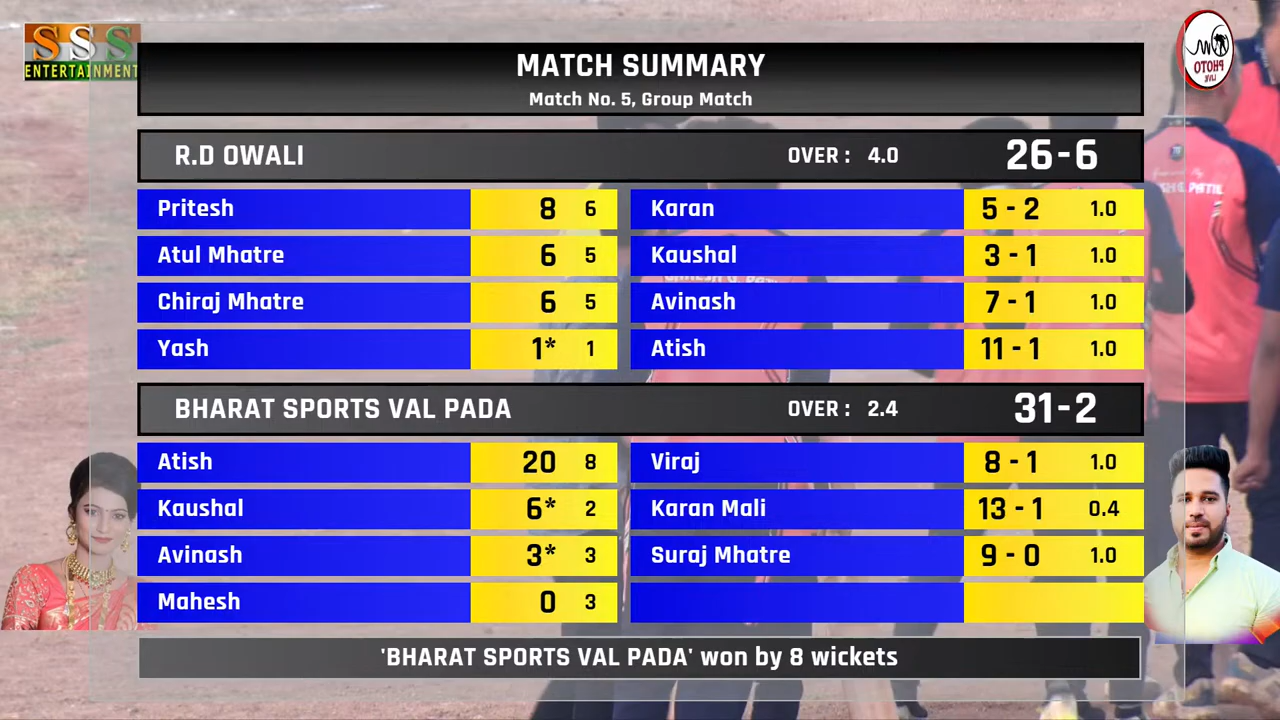 SSS
ENTERTAINMENT
MATCH SUMMARY
Match No. 5, Group Match
R.D OWALI OVER : 4.0 26-6
Pritesh 8 6 Karan 5 - 2 1.0
Atul Mhatre 6 5 Kaushal 3 - 1 1.0
Chiraj Mhatre 6 5 Avinash 7 - 1 1.0
Yash 1* 1 Atish 11 - 1 1.0
BHARAT SPORTS VAL PADA OVER : 2.4 31-2
Atish 20 8 Viraj 8 - 1 1.0
Kaushal 6* 2 Karan Mali 13 - 1 0.4
Avinash 3* 3 Suraj Mhatre 9 - 0 1.0
Mahesh 0 3
'BHARAT SPORTS VAL PADA' won by 8 wickets
PHOTO
LIVE